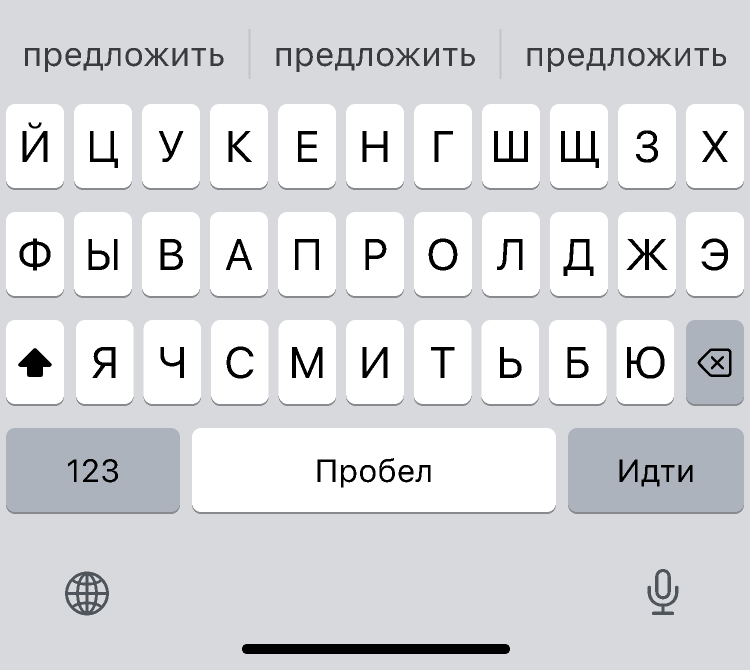 предложить предложить предложить
Й Ц У К Е Н Г Ш Щ З Х
Ф Ы В А П Р О Л Д Ж Э
Я Ч С М И Т Ь Б Ю
123 Пробел Идти